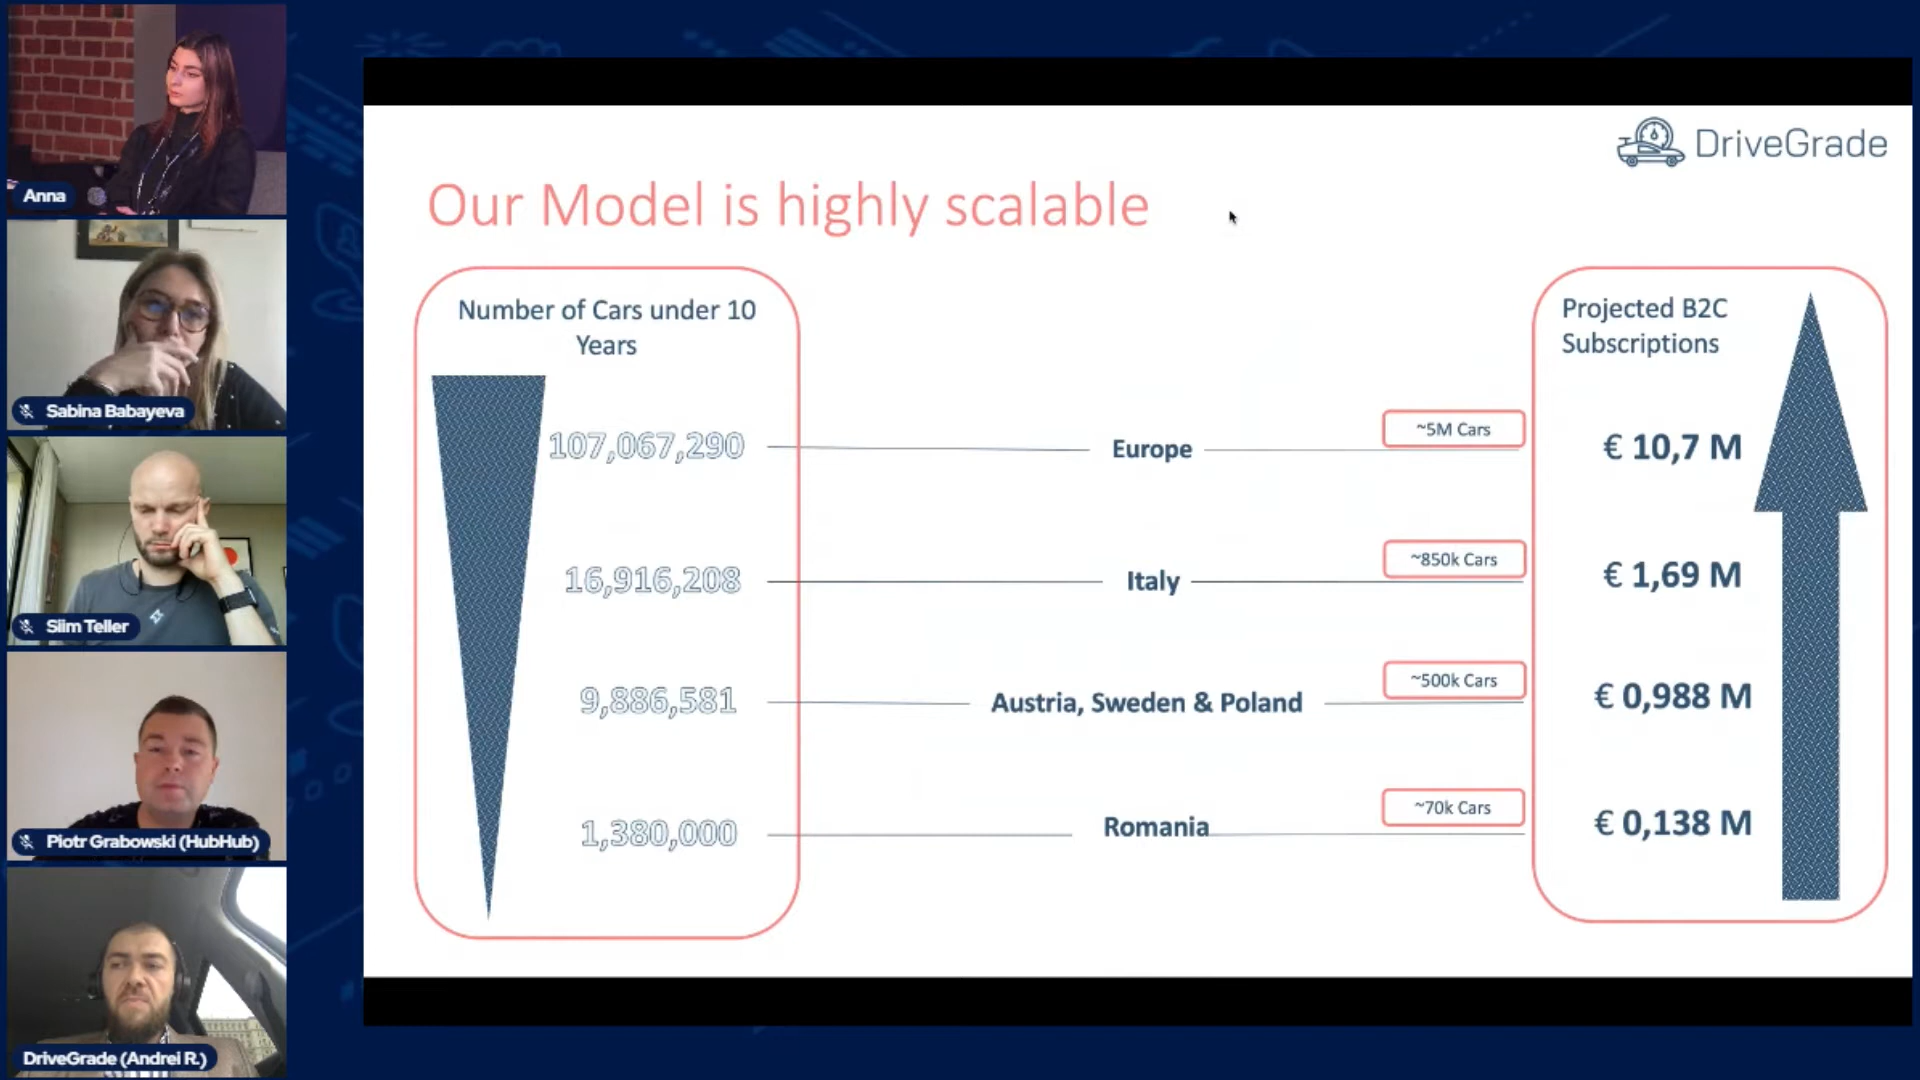 Anna
Sabina Babayeva
Siim Teller
Piotr Grabowski (HubHub)
DriveGrade (Andrei R.)
DriveGrade
Our Model is highly scalable
Number of Cars under 10
Years
Projected B2C
Subscriptions
107,067,290
Europe
~5M Cars
€ 10,7 M
16,916,208
Italy
~850k Cars
€ 1,69 M
9,886,581
Austria, Sweden & Poland
~500k Cars
€ 0,988 M
1,380,000
Romania
~70k Cars
€ 0,138 M